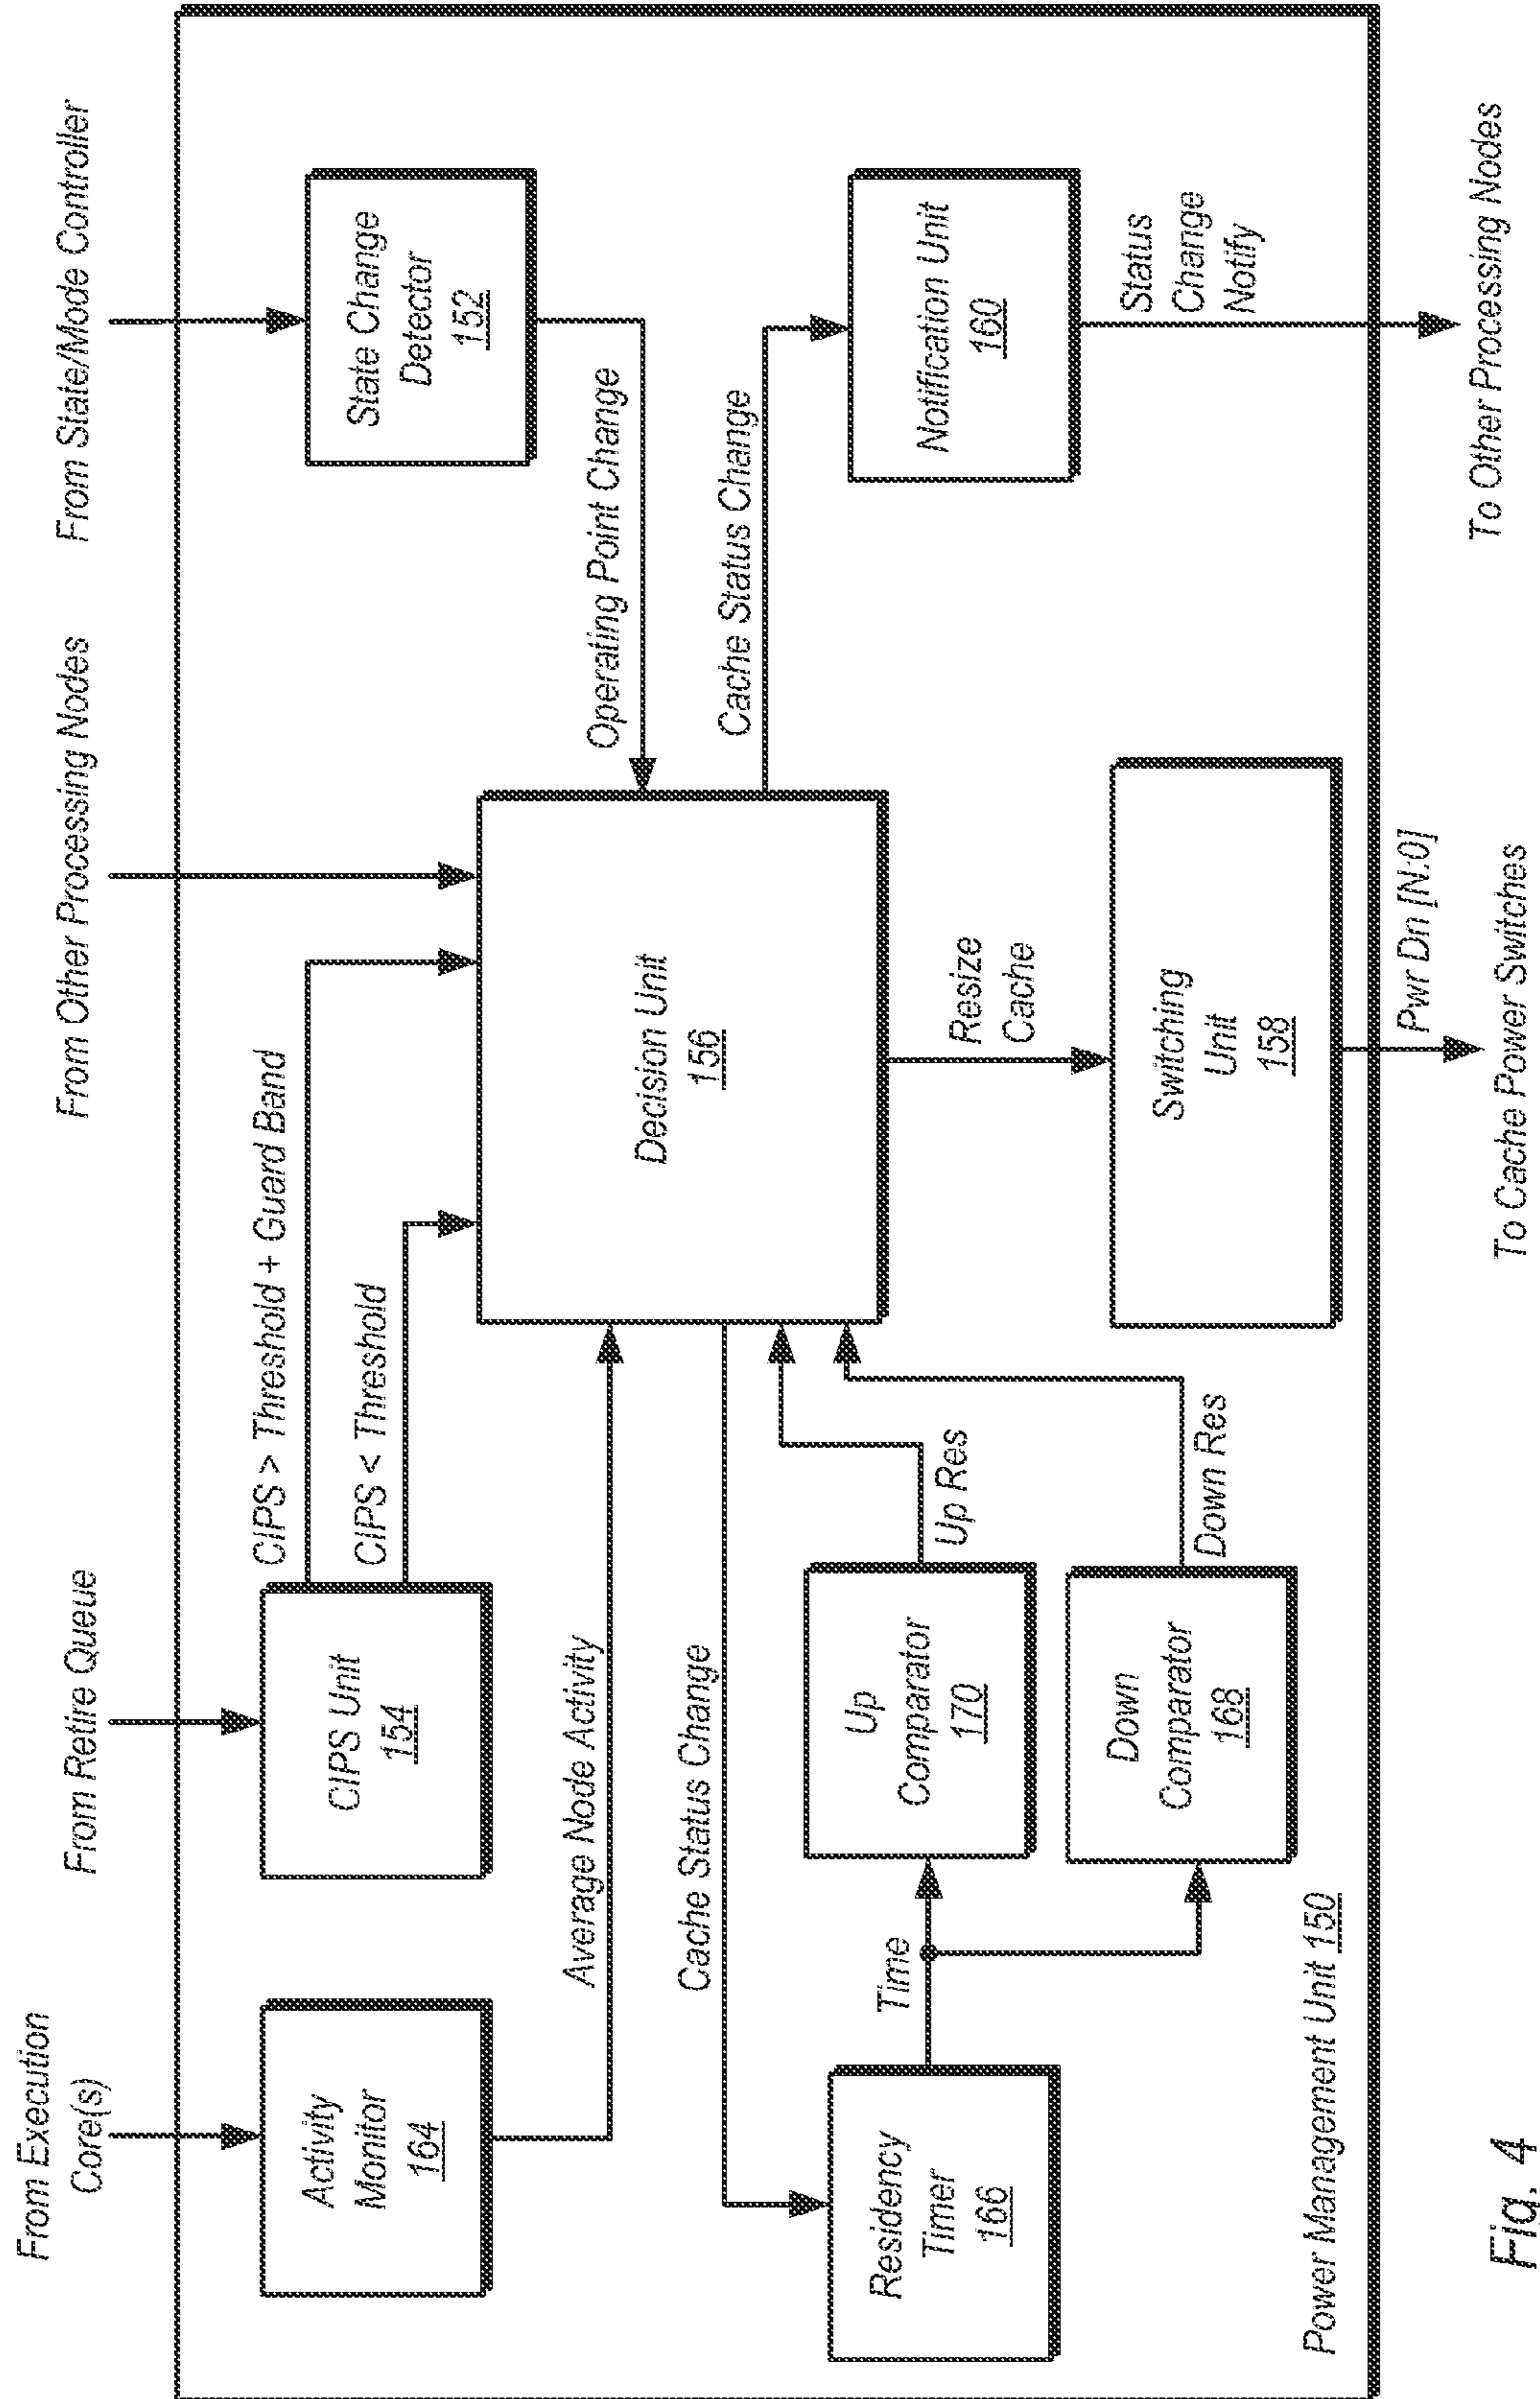 From Execution
Core(s)
From Retire Queue
From Other Processing Nodes
From State/Mode Controller
Activity
Monitor
164
CIPS Unit
154
CIPS > Threshold + Guard Band
CIPS < Threshold
State Change
Detector
152
Average Node Activity
Operating Point Change
Decision Unit
156
Cache Status Change
Cache Status Change
Residency
Timer
166
Time
Up
Comparator
170
Up Res
Down
Comparator
168
Down Res
Resize
Cache
Switching
Unit
158
Notification Unit
160
Status
Change
Notify
Power Management Unit 150
Pwr Dn [N:0]
To Cache Power Switches
To Other Processing Nodes
Fig. 4